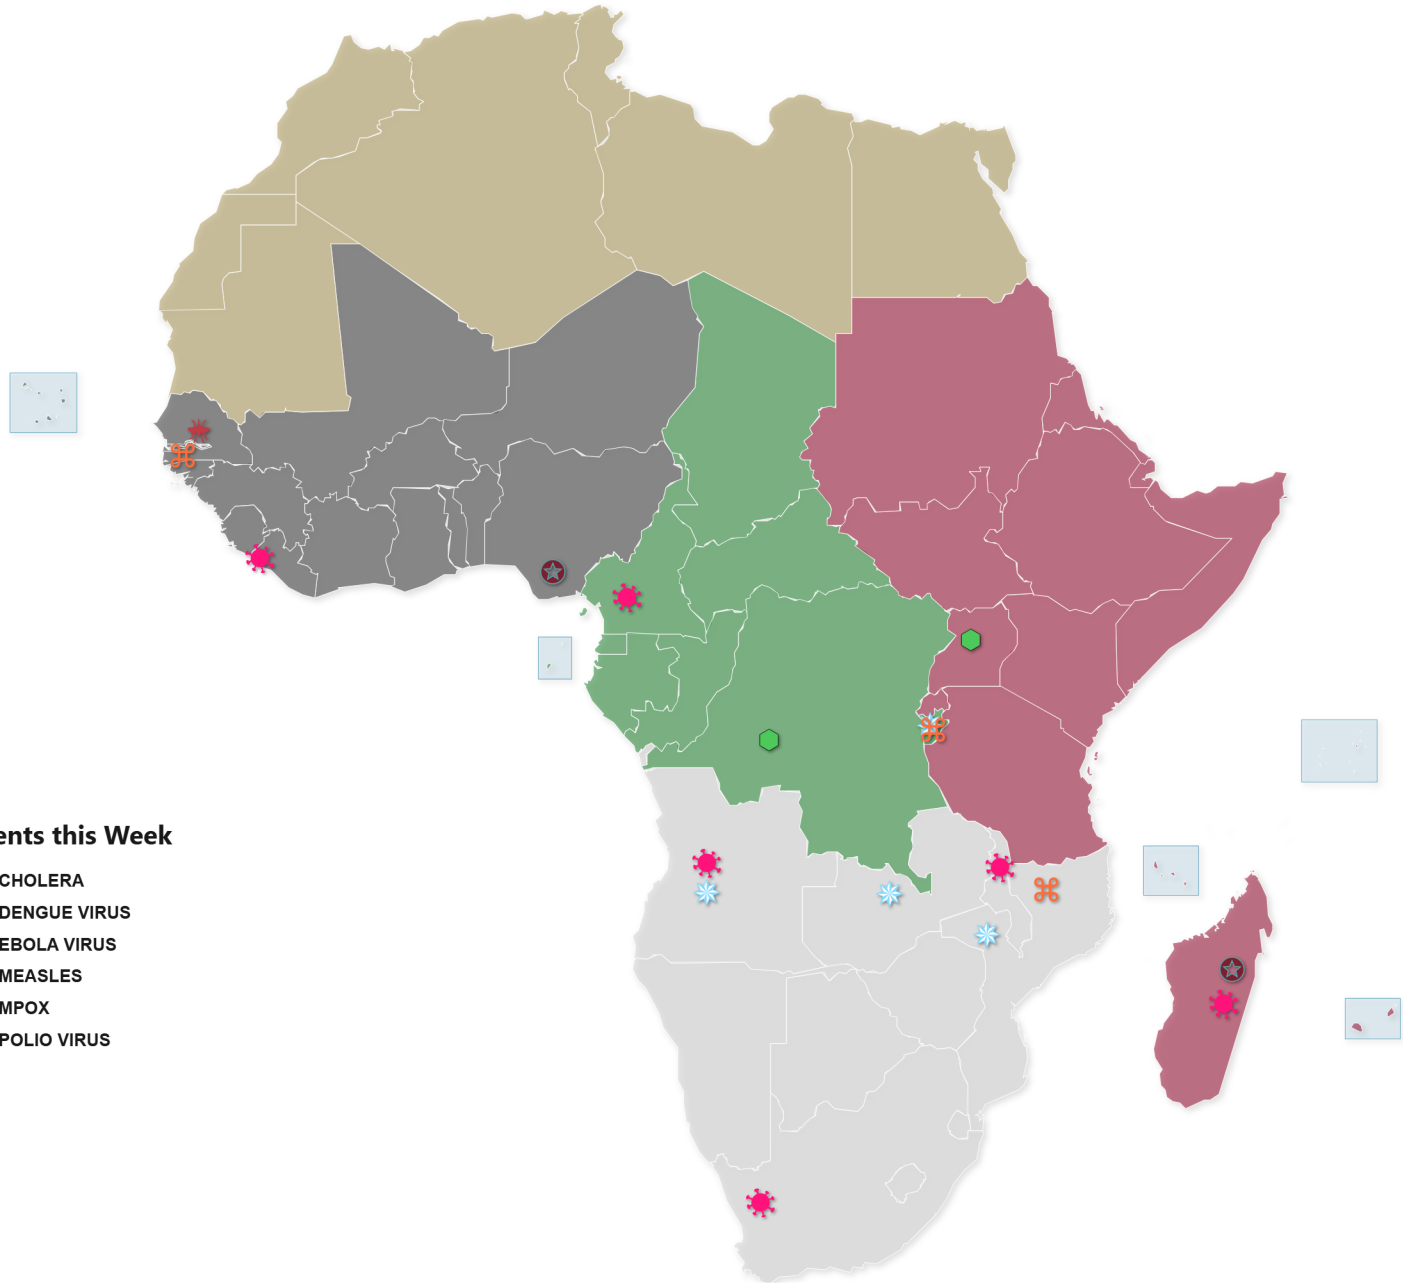 ents this Week
CHOLERA
DENGUE VIRUS
EBOLA VIRUS
MEASLES
MPOX
POLIO VIRUS